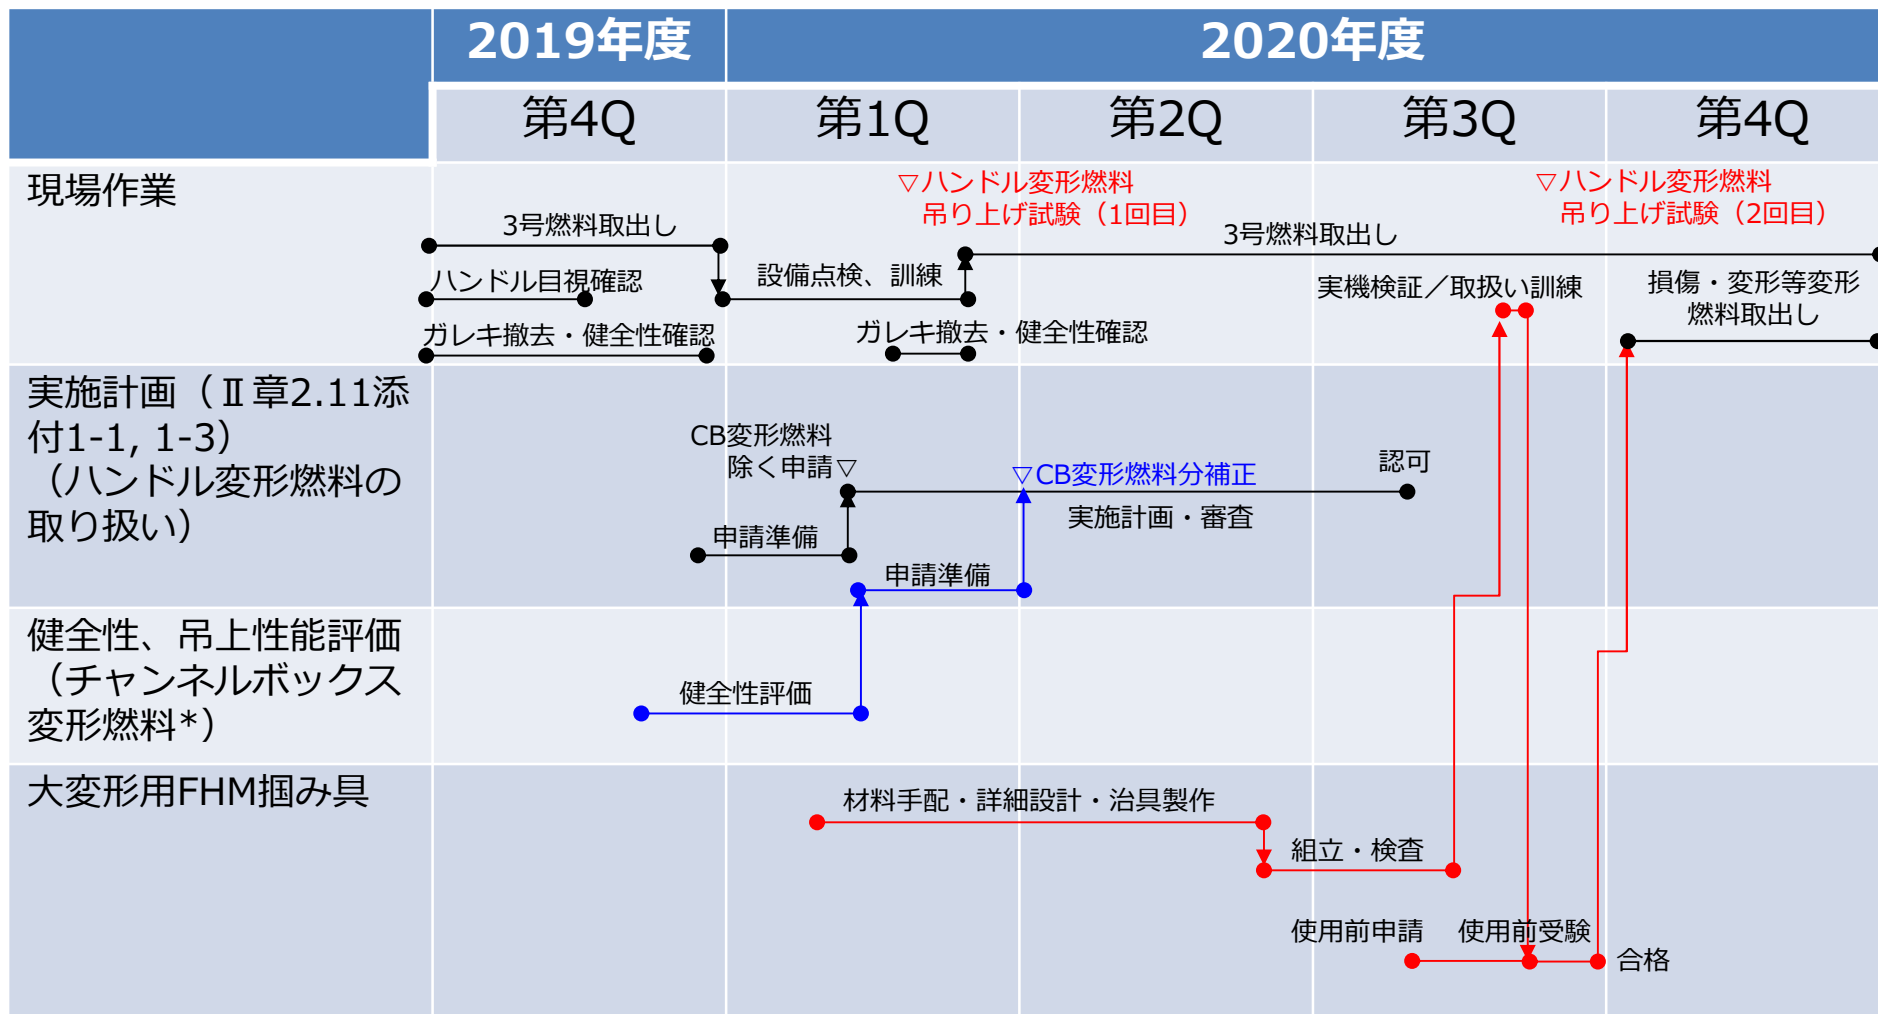 2019年度
2020年度
第4Q
第1Q
第2Q
第3Q
第4Q
現場作業
▽ハンドル変形燃料
吊り上げ試験（1回目）
▽ハンドル変形燃料
吊り上げ試験（2回目）
3号燃料取出し
3号燃料取出し
ハンドル目視確認
設備点検、訓練
実機検証／取扱い訓練
損傷・変形等変形
燃料取出し
ガレキ撤去・健全性確認
ガレキ撤去・健全性確認
実施計画（Ⅱ章2.11添
付1-1, 1-3）
（ハンドル変形燃料の
取り扱い）
CB変形燃料
除く申請▽
▽CB変形燃料分補正
認可
実施計画・審査
申請準備
申請準備
健全性、吊上性能評価
（チャンネルボックス
変形燃料*）
健全性評価
大変形用FHM掴み具
材料手配・詳細設計・治具製作
組立・検査
使用前申請
使用前受験
合格